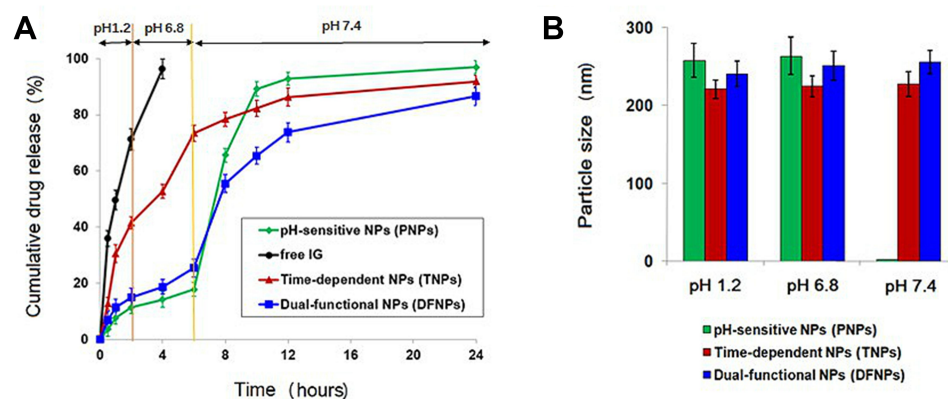 A
pH1.2 pH 6.8 pH 7.4
Cumulative drug release (%)
100
80
60
40
20
0
0 4 8 12 16 20 24
Time (hours)
pH-sensitive NPs (PNPs)
free IG
Time-dependent NPs (TNPs)
Dual-functional NPs (DFNPs)
B
Particle size (nm)
300
200
100
0
pH 1.2 pH 6.8 pH 7.4
pH-sensitive NPs (PNPs)
Time-dependent NPs (TNPs)
Dual-functional NPs (DFNPs)